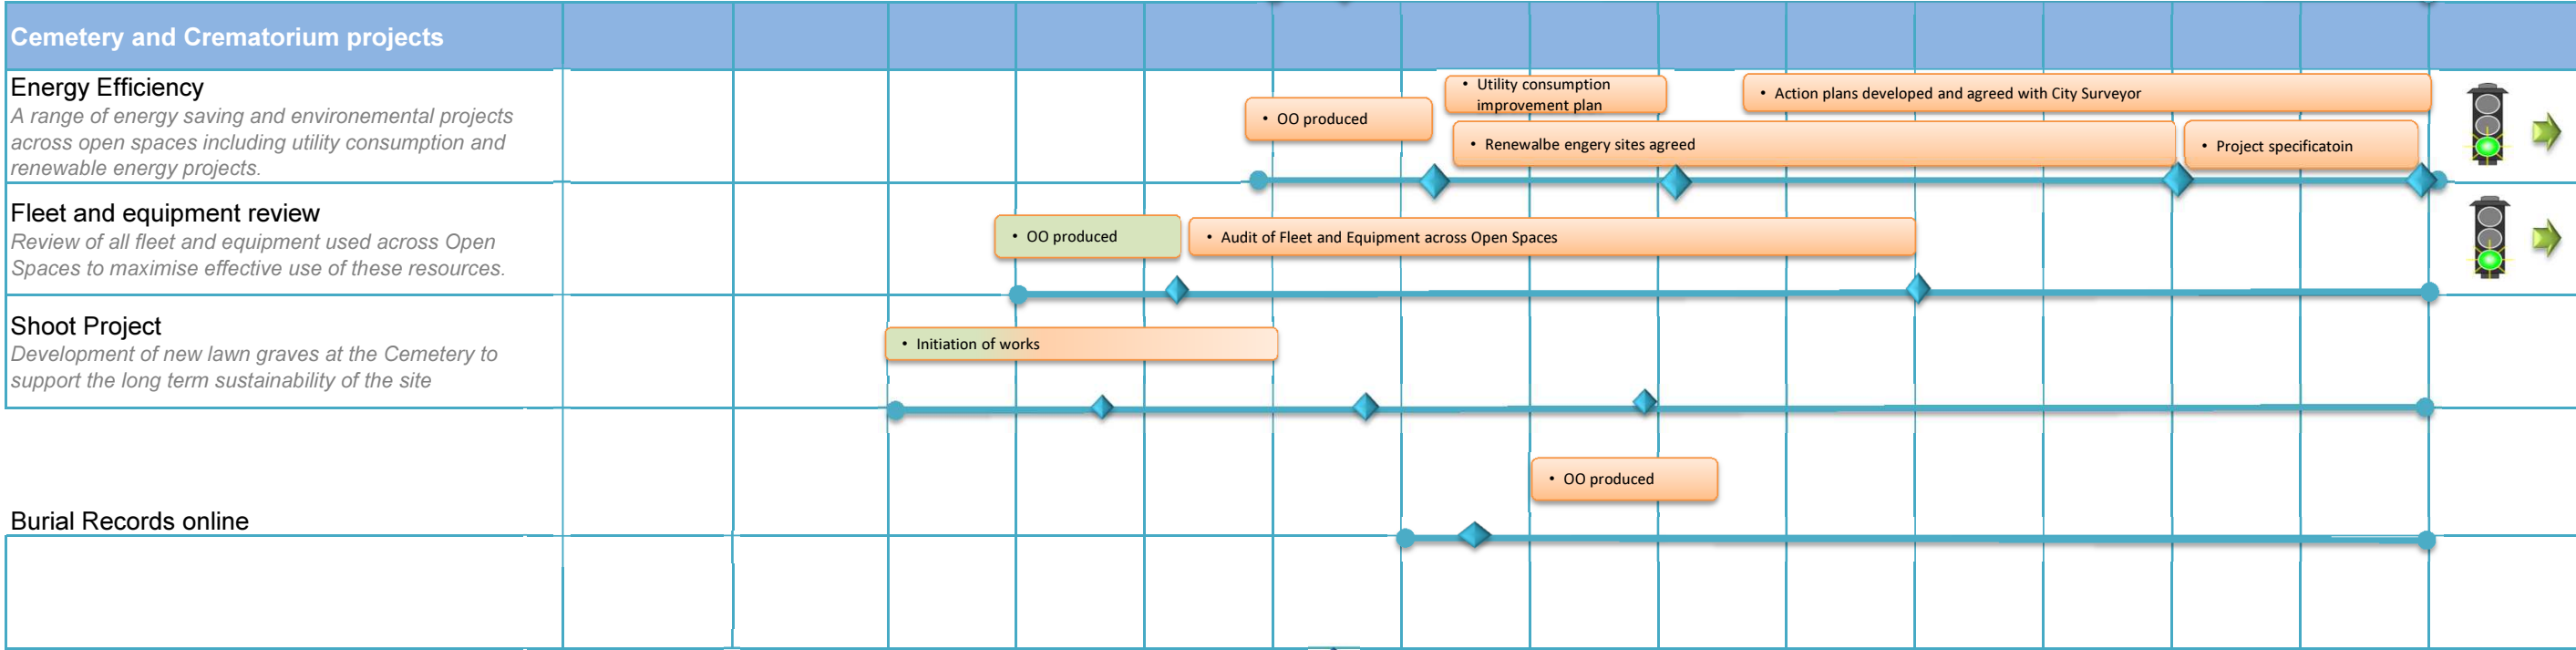 Cemetery and Crematorium projects
Energy Efficiency
A range of energy saving and environemental projects
across open spaces including utility consumption and
renewable energy projects.
• OO produced
• Utility consumption
improvement plan
• Action plans developed and agreed with City Surveyor
• Renewalbe engery sites agreed
• Project specificatoin
Fleet and equipment review
Review of all fleet and equipment used across Open
Spaces to maximise effective use of these resources.
• OO produced
• Audit of Fleet and Equipment across Open Spaces
Shoot Project
Development of new lawn graves at the Cemetery to
support the long term sustainability of the site
• Initiation of works
• OO produced
Burial Records online